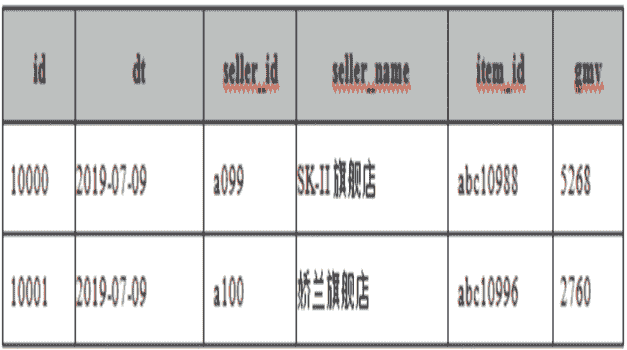 id dt seller_id seller_name item_id gmv
10000 2019-07-09 a099 SK-II旗舰店 abc10988 5268
10001 2019-07-09 a100 娇兰旗舰店 abc10996 2760